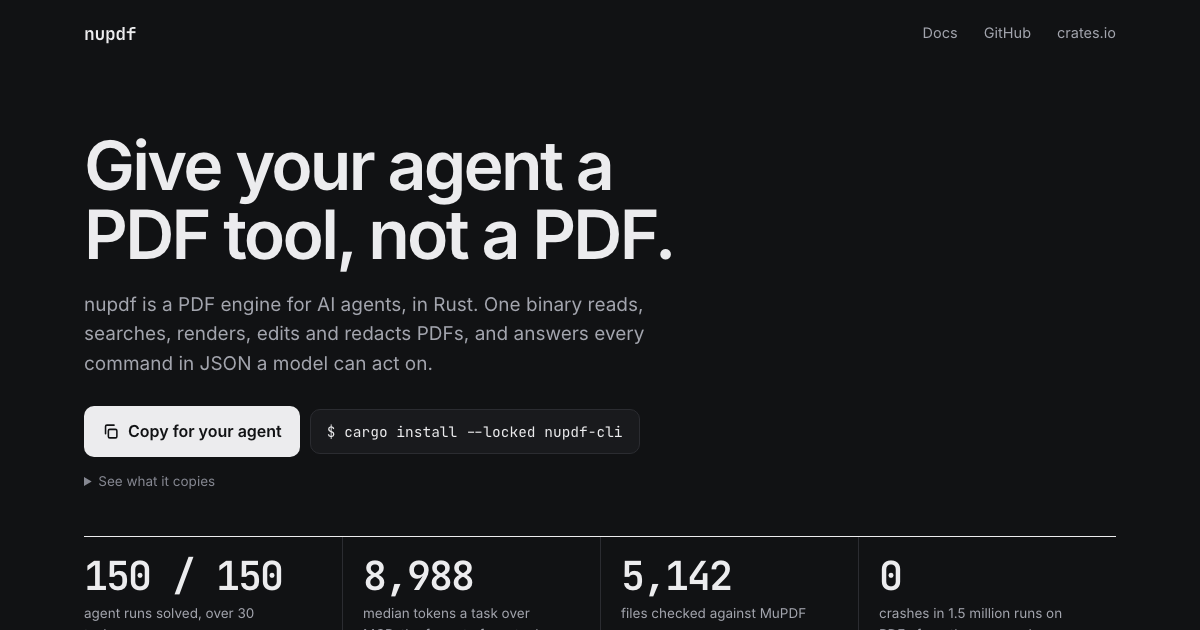 nupdf
Docs
GitHub
crates.io
Give your agent a
PDF tool, not a PDF.
nupdf is a PDF engine for AI agents, in Rust. One binary reads,
searches, renders, edits and redacts PDFs, and answers every
command in JSON a model can act on.
Copy for your agent
$ cargo install --locked nupdf-cli
See what it copies
150 / 150
agent runs solved, over 30
8,988
median tokens a task over
5,142
files checked against MuPDF
0
crashes in 1.5 million runs on